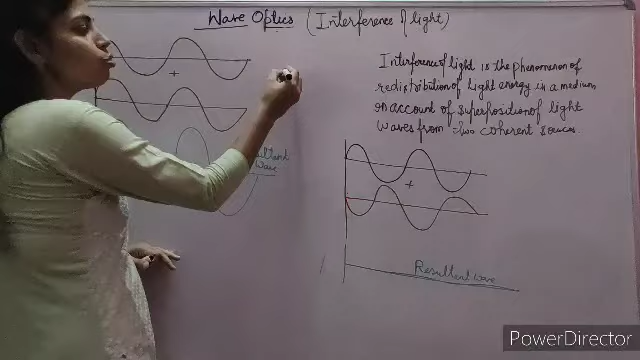 Wave Optics (Interference of light)
Interference of light is the phenomenon of
redistribution of light energy in a medium
on account of superposition of light
waves from two coherent sources.
+
+
Wave
+
Resultant wave
PowerDirector